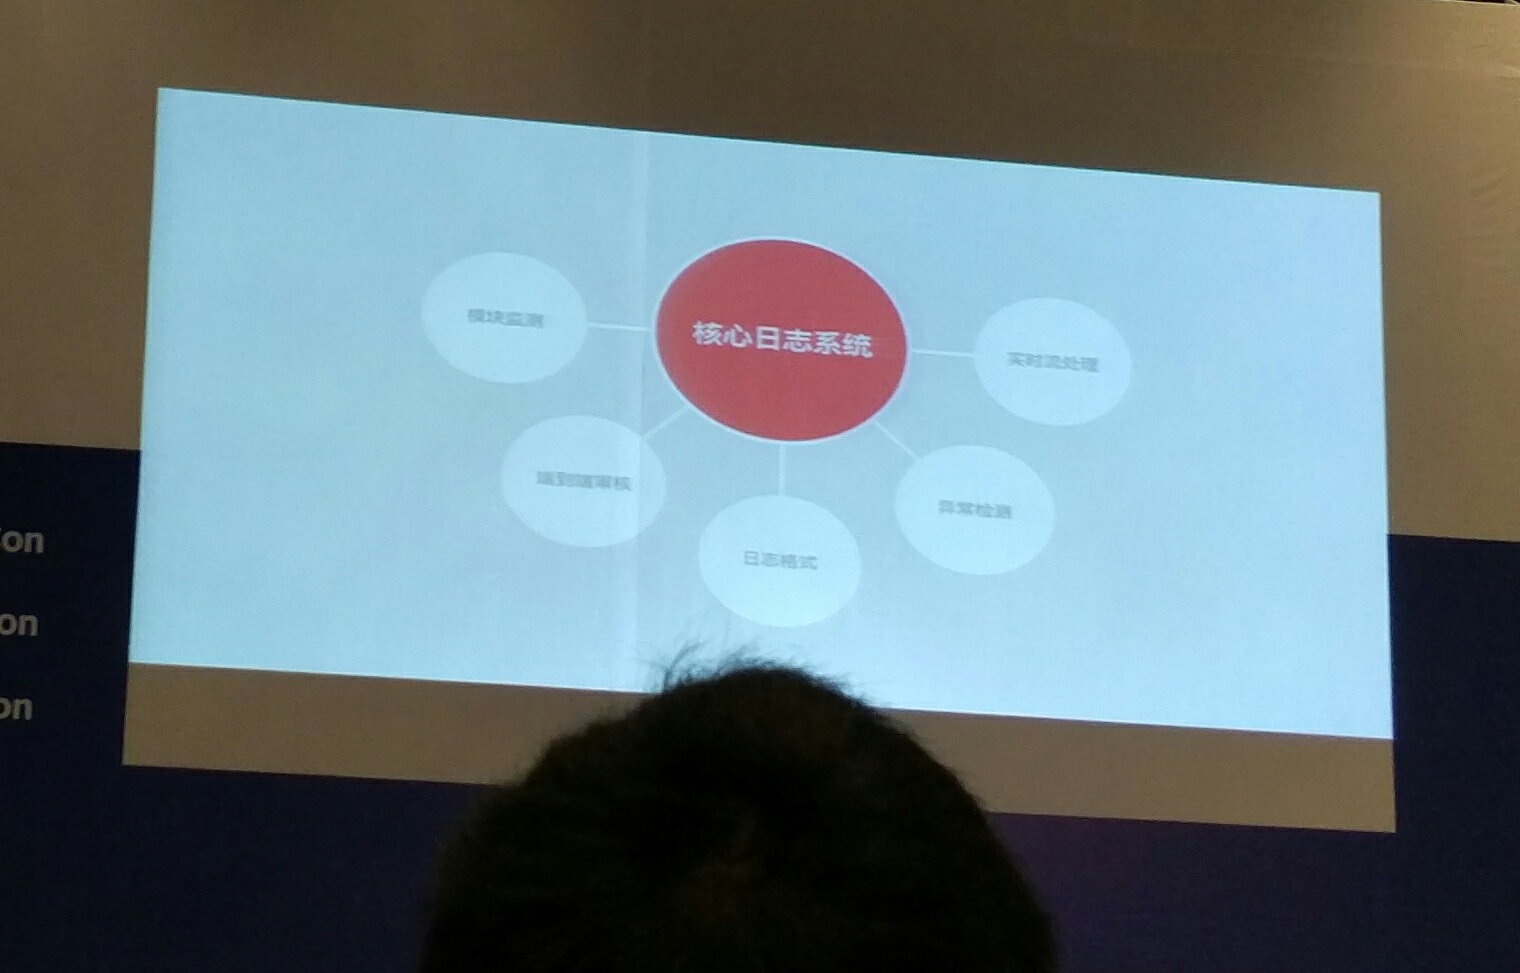 核心日志系统
模块监测
实时流处理
端到端审核
异常检测
日志格式
on
on
on